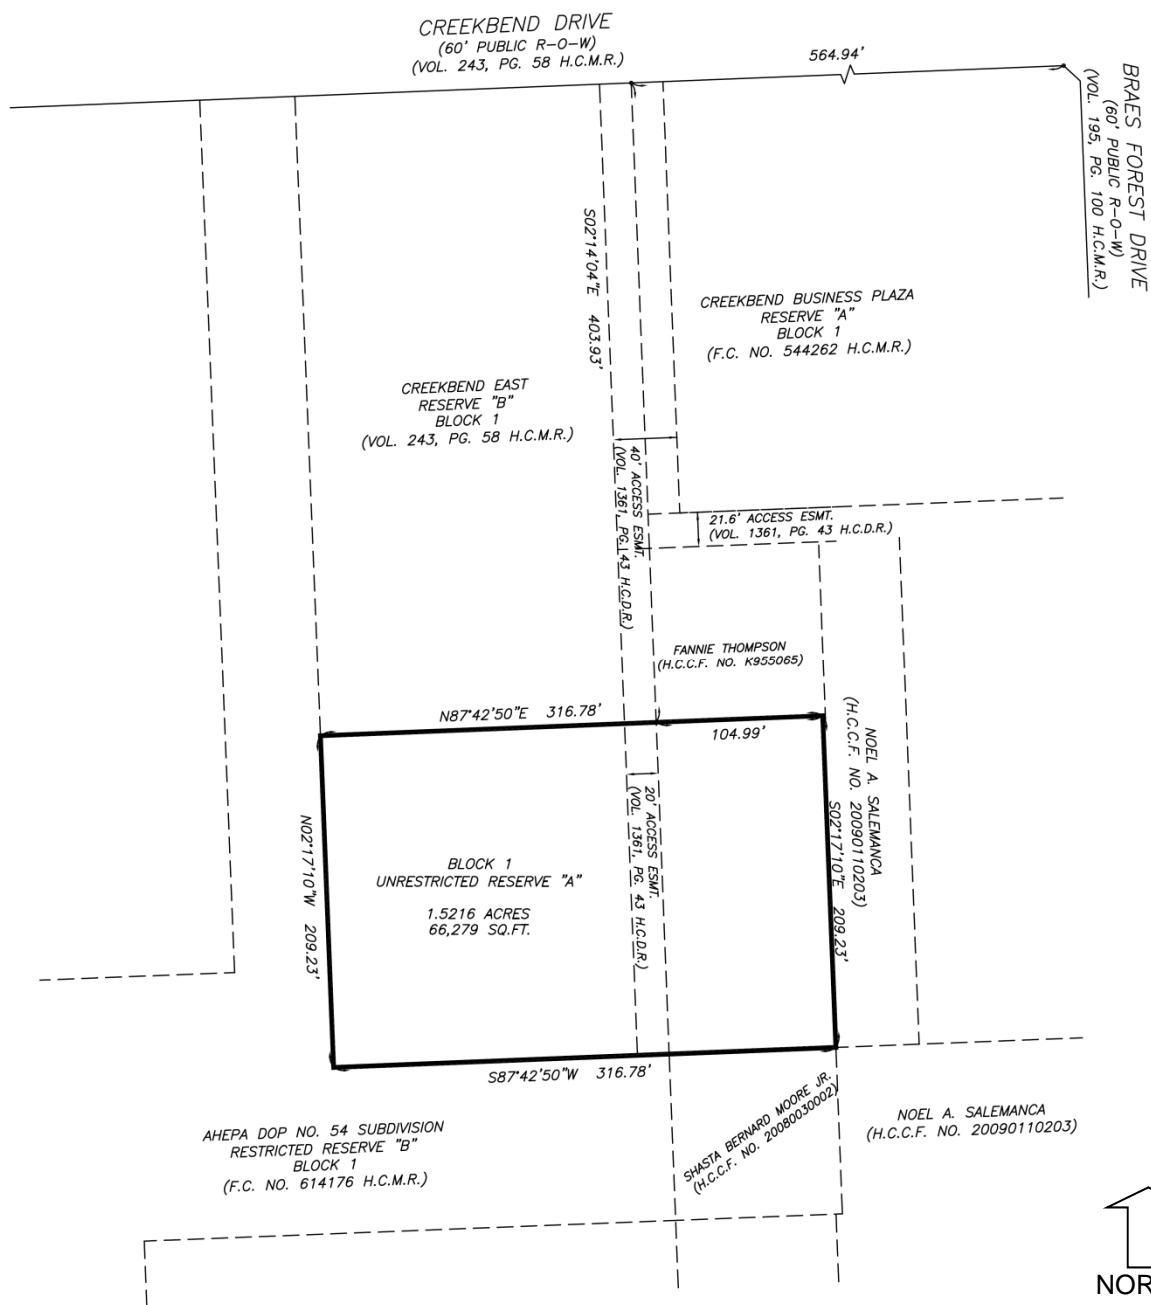 CREEKBEND DRIVE
(60' PUBLIC R-O-W)
(VOL. 243, PG. 58 H.C.M.R.)
564.94'
BRAES FOREST DRIVE
(60' PUBLIC R-O-W)
(VOL. 195, PG. 100 H.C.M.R.)
S02°14'04"E 403.93'
CREEKBEND BUSINESS PLAZA
RESERVE "A"
BLOCK 1
(F.C. NO. 544262 H.C.M.R.)
CREEKBEND EAST
RESERVE "B"
BLOCK 1
(VOL. 243, PG. 58 H.C.M.R.)
40' ACCESS ESMT.
(VOL. 1361, PG. 43 H.C.D.R.)
21.6' ACCESS ESMT.
(VOL. 1361, PG. 43 H.C.D.R.)
FANNIE THOMPSON
(H.C.C.F. NO. K955065)
N87°42'50"E 316.78'
104.99'
NOEL A. SALEMANCA
(H.C.C.F. NO. 20090110203)
S02°17'10"E 209.23'
20' ACCESS ESMT.
(VOL. 1361, PG. 43 H.C.D.R.)
N02°17'10"W 209.23'
BLOCK 1
UNRESTRICTED RESERVE "A"
1.5216 ACRES
66,279 SQ.FT.
S87°42'50"W 316.78'
SHASTA BERNARD MOORE JR.
(H.C.C.F. NO. 20080030002)
NOEL A. SALEMANCA
(H.C.C.F. NO. 20090110203)
AHEPA DOP NO. 54 SUBDIVISION
RESTRICTED RESERVE "B"
BLOCK 1
(F.C. NO. 614176 H.C.M.R.)
NOR